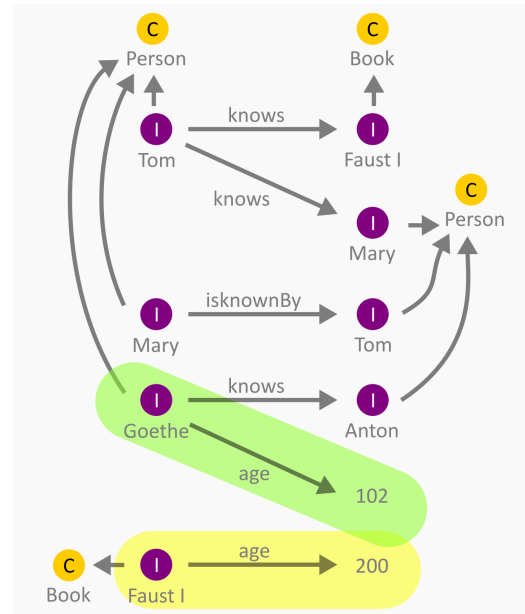 C C
Person Book
I knows I
Tom Faust I
knows
C
Person
I
Mary
I isknownBy I
Mary Tom
I knows I
Goethe Anton
age
102
C I age 200
Book Faust I